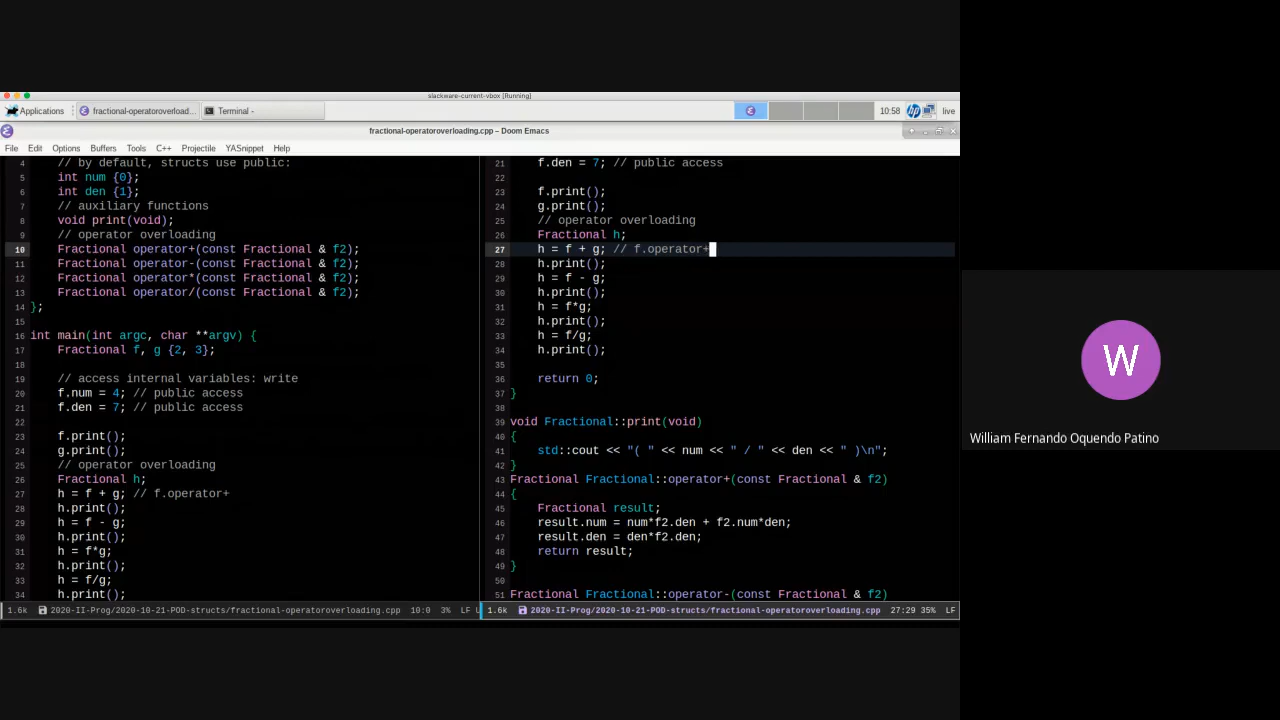 slackware-current-vbox [Running]
Applications
fractional-operatoroverload...
Terminal -
10:58
live
fractional-operatoroverloading.cpp – Doom Emacs
File Edit Options Buffers Tools C++ Projectile YASnippet Help
4 // by default, structs use public:
5 int num {0};
6 int den {1};
7 // auxiliary functions
8 void print(void);
9 // operator overloading
10 Fractional operator+(const Fractional & f2);
11 Fractional operator-(const Fractional & f2);
12 Fractional operator*(const Fractional & f2);
13 Fractional operator/(const Fractional & f2);
14 };
15
16 int main(int argc, char **argv) {
17 Fractional f, g {2, 3};
18
19 // access internal variables: write
20 f.num = 4; // public access
21 f.den = 7; // public access
22
23 f.print();
24 g.print();
25 // operator overloading
26 Fractional h;
27 h = f + g; // f.operator+
28 h.print();
29 h = f - g;
30 h.print();
31 h = f*g;
32 h.print();
33 h = f/g;
34 h.print();
1.6k 2020-II-Prog/2020-10-21-POD-structs/fractional-operatoroverloading.cpp 10:0 3% LF U
21 f.den = 7; // public access
22
23 f.print();
24 g.print();
25 // operator overloading
26 Fractional h;
27 h = f + g; // f.operator+
28 h.print();
29 h = f - g;
30 h.print();
31 h = f*g;
32 h.print();
33 h = f/g;
34 h.print();
35
36 return 0;
37 }
38
39 void Fractional::print(void)
40 {
41 std::cout << "( " << num << " / " << den << " )\n";
42 }
43 Fractional Fractional::operator+(const Fractional & f2)
44 {
45 Fractional result;
46 result.num = num*f2.den + f2.num*den;
47 result.den = den*f2.den;
48 return result;
49 }
50
51 Fractional Fractional::operator-(const Fractional & f2)
1.6k 2020-II-Prog/2020-10-21-POD-structs/fractional-operatoroverloading.cpp 27:29 35% LF
W
William Fernando Oquendo Patino